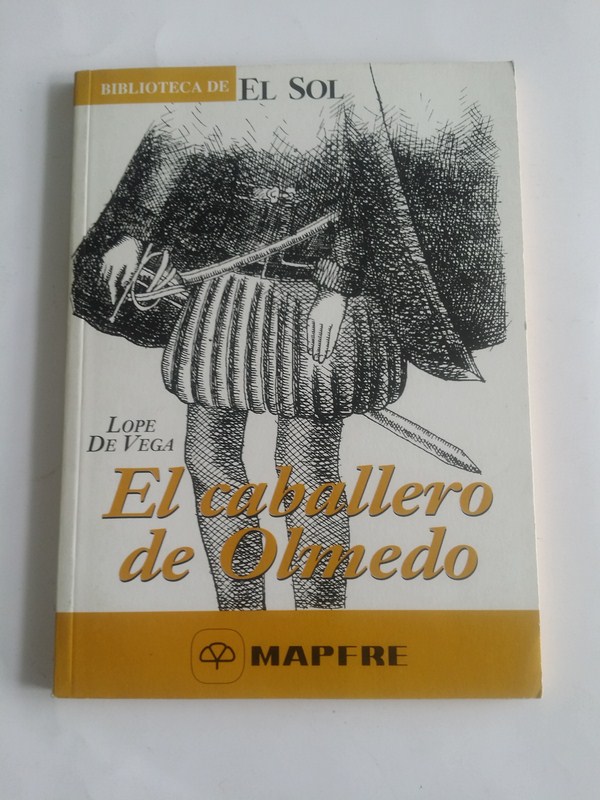 BIBLIOTECA DE EL SOL
LOPE
DE VEGA
El caballero
de Olmedo
MAPFRE